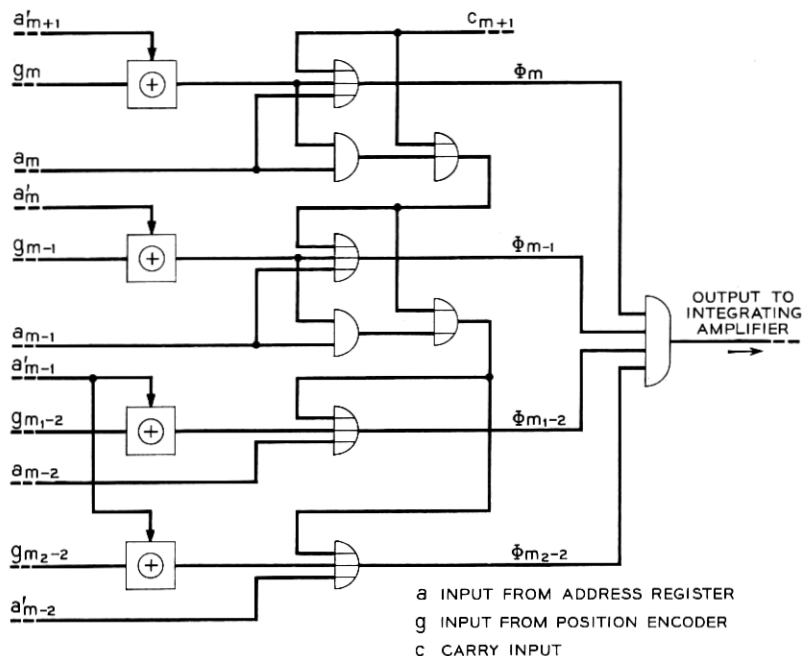 a′m+1
cm+1
gm
⊕
Φm
am
a′m
gm-1
⊕
Φm-1
OUTPUT TO
INTEGRATING
AMPLIFIER
am-1
a′m-1
gm1-2
⊕
Φm1-2
am-2
gm2-2
⊕
Φm2-2
a′m-2
a INPUT FROM ADDRESS REGISTER
g INPUT FROM POSITION ENCODER
c CARRY INPUT